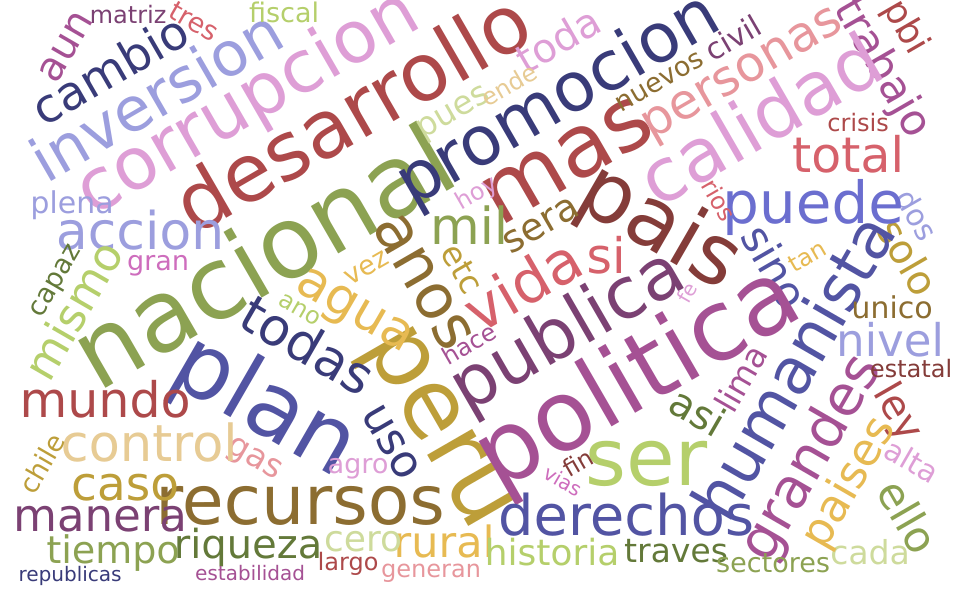 matriz
tres
fiscal
aun
cambio
inversion
corrupcion
desarrollo
toda
pues
ende
promocion
nuevos
civil
personas
trabajo
pbi
calidad
mas
crisis
total
plena
accion
gran
nacional
mil
hoy
sera
pais
rios
puede
dos
solo
sino
tan
capaz
mismo
ano
vez
agua
anos
etc
vida
si
fe
unico
nivel
estatal
todas
hace
publica
politica
humanista
plan
peru
uso
lima
asi
mundo
control
chile
gas
agro
caso
recursos
manera
vias
fin
ser
derechos
grandes
ley
paises
alta
ello
tiempo
riqueza
cero
rural
historia
traves
sectores
cada
republicas
estabilidad
largo
generan